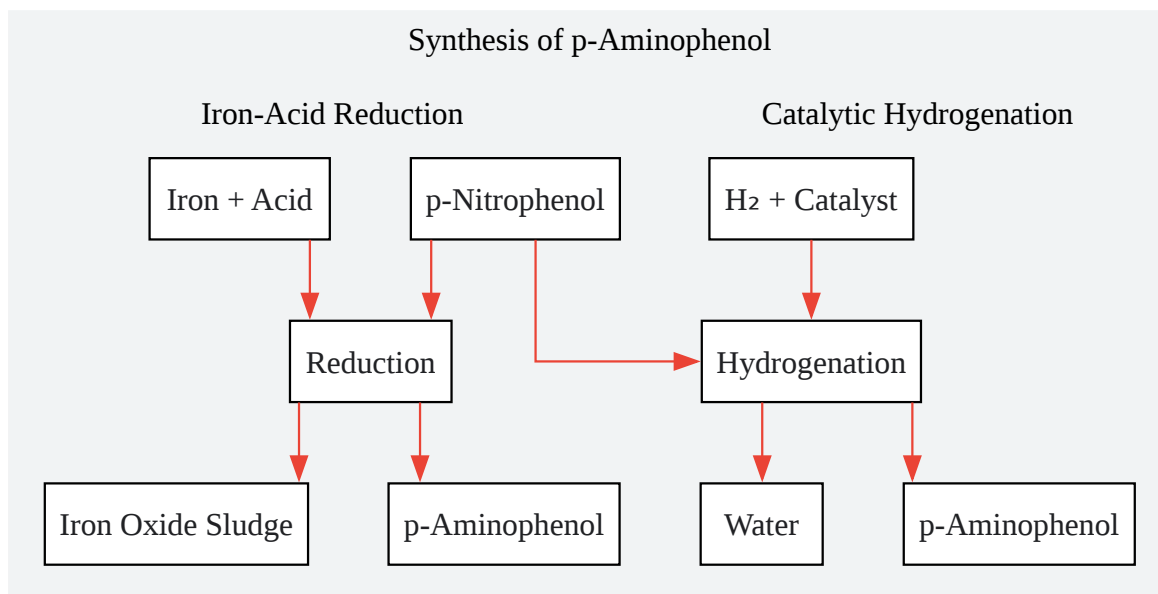 Synthesis of p-Aminophenol
Iron-Acid Reduction
Catalytic Hydrogenation
Iron + Acid
p-Nitrophenol
H₂ + Catalyst
Reduction
Hydrogenation
Iron Oxide Sludge
p-Aminophenol
Water
p-Aminophenol